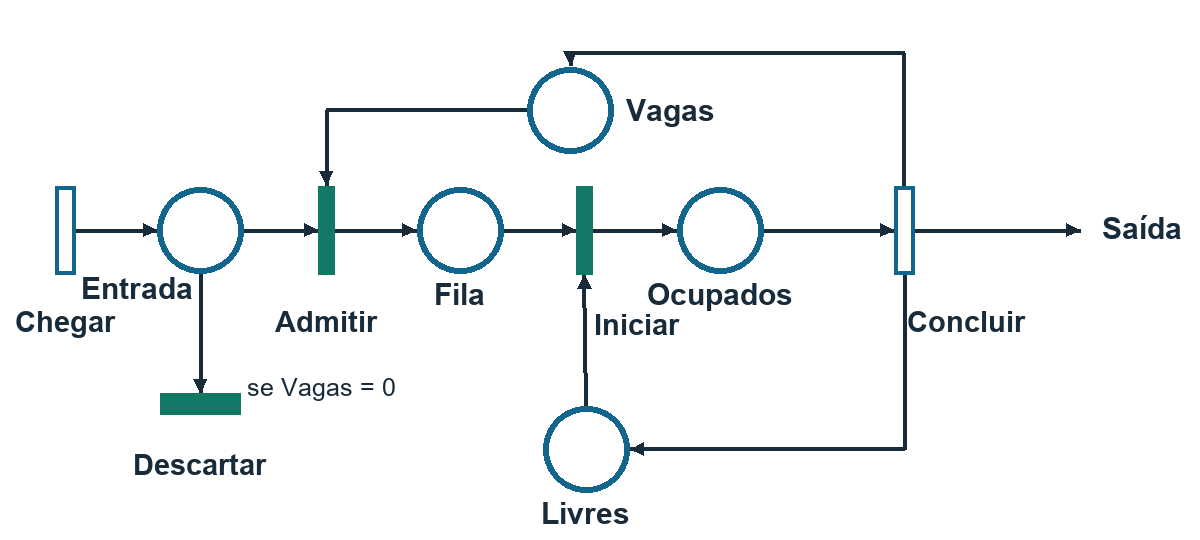 Vagas
Saída
Entrada
Chegar
Admitir
Fila
Ocupados
Iniciar
Concluir
se Vagas = 0
Descartar
Livres